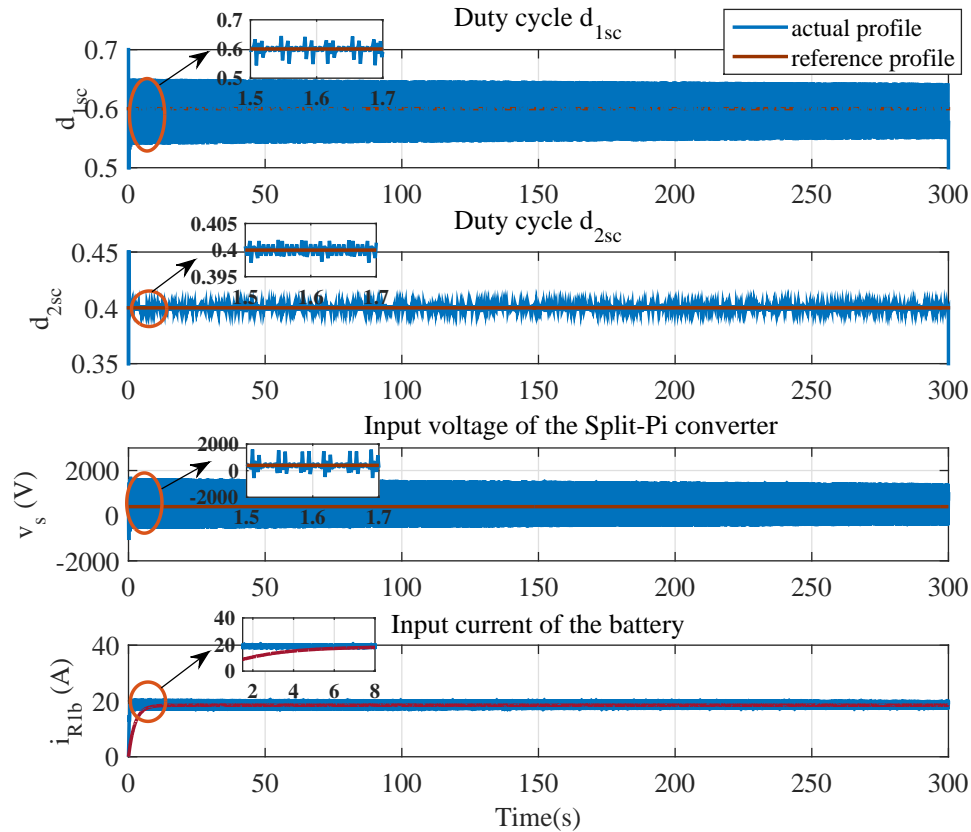 Duty cycle d1sc
actual profile
reference profile
d1sc
0.7
0.6
0.5
0.7
0.6
0.5
1.5 1.6 1.7
0 50 100 150 200 250 300
Duty cycle d2sc
d2sc
0.45
0.4
0.35
0.405
0.4
0.395
1.5 1.6 1.7
0 50 100 150 200 250 300
Input voltage of the Split-Pi converter
vs (V)
2000
0
-2000
2000
0
-2000
1.5 1.6 1.7
0 50 100 150 200 250 300
Input current of the battery
iR1b (A)
40
20
0
40
20
0
2 4 6 8
0 50 100 150 200 250 300
Time(s)